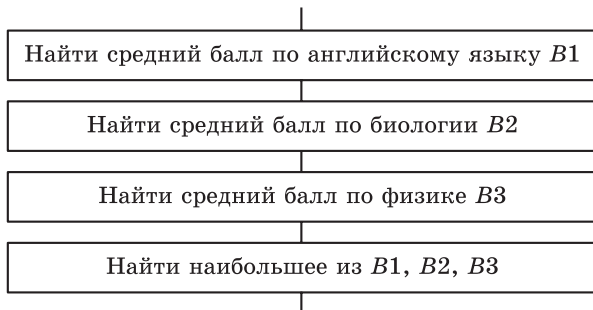 Найти средний балл по английскому языку B1
Найти средний балл по биологии B2
Найти средний балл по физике B3
Найти наибольшее из B1, B2, B3